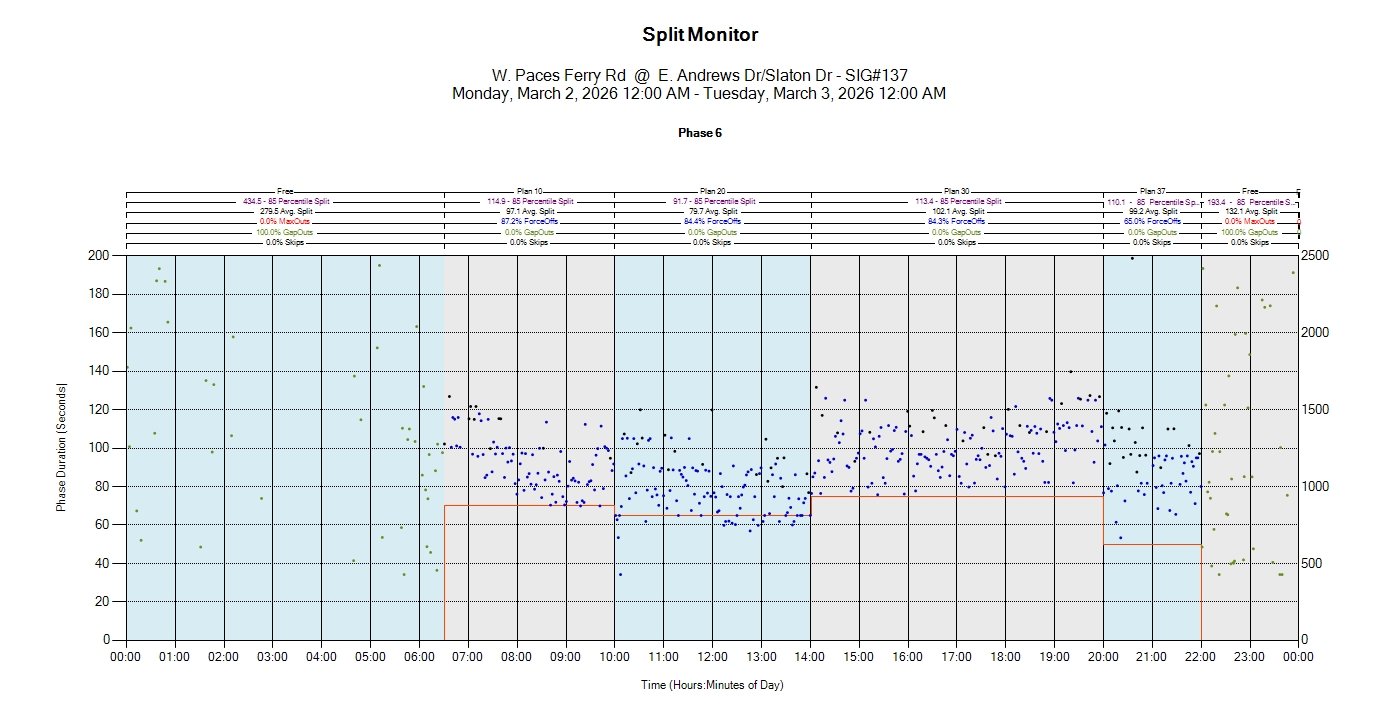 Split Monitor
W. Paces Ferry Rd @ E. Andrews Dr/Slaton Dr - SIG#137
Monday, March 2, 2026 12:00 AM - Tuesday, March 3, 2026 12:00 AM
Phase 6
Free Plan 10 Plan 20 Plan 30 Plan 37 Free F
434.5 - 85 Percentile Split 114.9 - 85 Percentile Split 91.7 - 85 Percentile Split 113.4 - 85 Percentile Split 110.1 - 85 Percentile Sp... 193.4 - 85 Percentile S...
279.5 Avg. Split 97.1 Avg. Split 79.7 Avg. Split 102.1 Avg. Split 99.2 Avg. Split 132.1 Avg. Split
0.0% MaxOuts 87.2% ForceOffs 84.4% ForceOffs 84.3% ForceOffs 65.0% ForceOffs 0.0% MaxOuts
100.0% GapOuts 0.0% GapOuts 0.0% GapOuts 0.0% GapOuts 0.0% GapOuts 100.0% GapOuts
0.0% Skips 0.0% Skips 0.0% Skips 0.0% Skips 0.0% Skips 0.0% Skips
200 2500
180
160 2000
140
120 1500
100
80 1000
60
40 500
20
0 0
Phase Duration (Seconds)
00:00 01:00 02:00 03:00 04:00 05:00 06:00 07:00 08:00 09:00 10:00 11:00 12:00 13:00 14:00 15:00 16:00 17:00 18:00 19:00 20:00 21:00 22:00 23:00 00:00
Time (Hours:Minutes of Day)